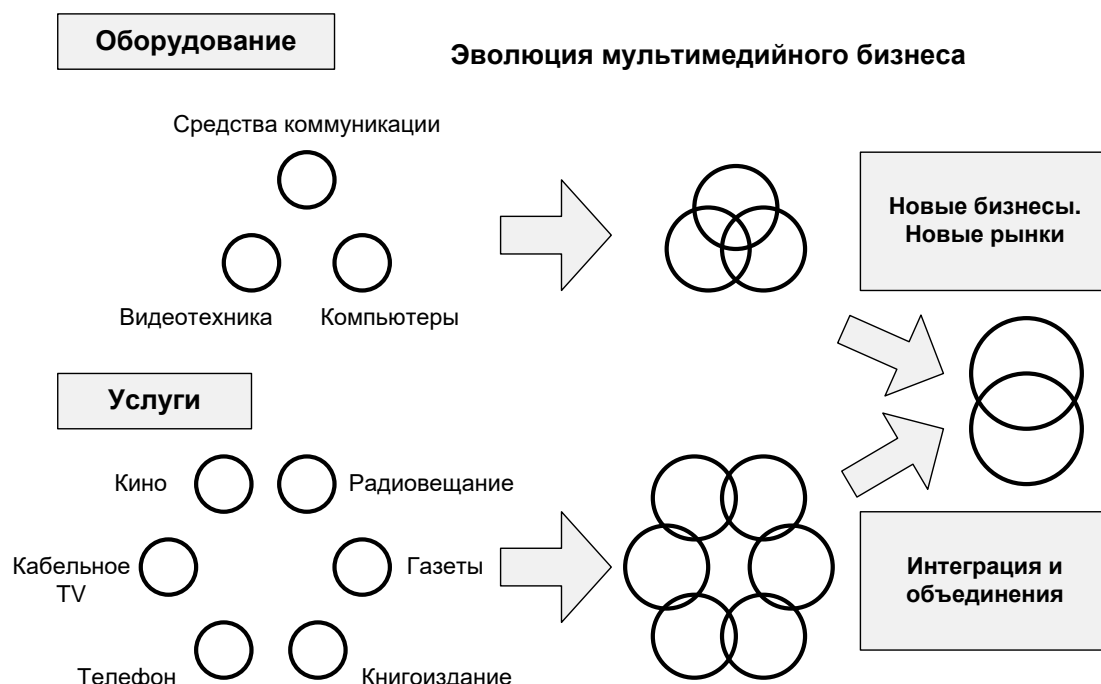 Оборудование
Эволюция мультимедийного бизнеса
Средства коммуникации
Видеотехника
Компьютеры
Новые бизнесы.
Новые рынки
Услуги
Кино
Радиовещание
Кабельное
TV
Газеты
Телефон
Книгоиздание
Интеграция и
объединения